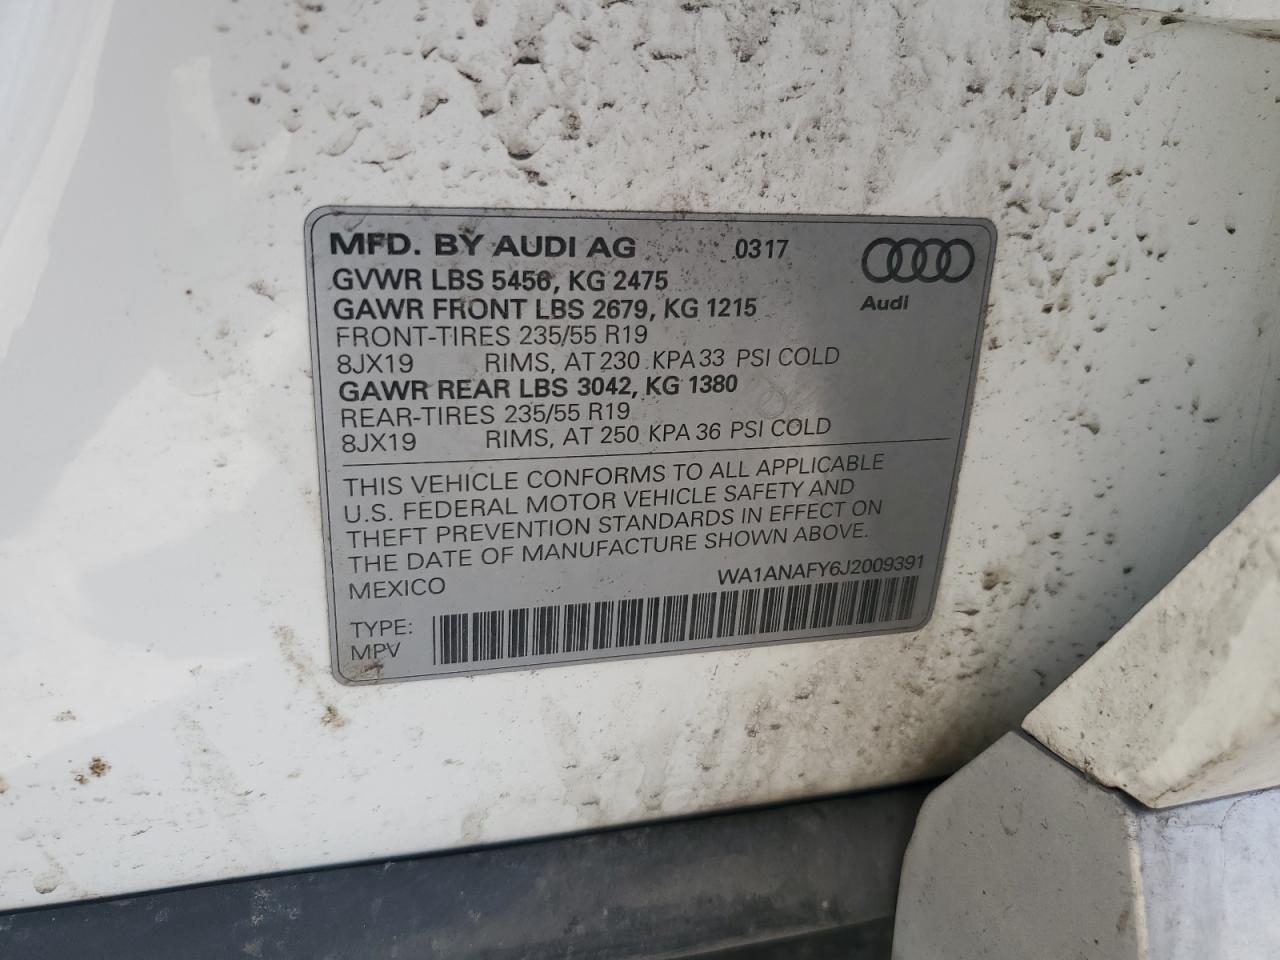 MFD. BY AUDI AG 0317
GVWR LBS 5456, KG 2475
GAWR FRONT LBS 2679, KG 1215
Audi
FRONT-TIRES 235/55 R19
8JX19 RIMS, AT 230 KPA 33 PSI COLD
GAWR REAR LBS 3042, KG 1380
REAR-TIRES 235/55 R19
8JX19 RIMS, AT 250 KPA 36 PSI COLD
THIS VEHICLE CONFORMS TO ALL APPLICABLE
U.S. FEDERAL MOTOR VEHICLE SAFETY AND
THEFT PREVENTION STANDARDS IN EFFECT ON
THE DATE OF MANUFACTURE SHOWN ABOVE.
MEXICO WA1ANAFY6J2009391
TYPE:
MPV